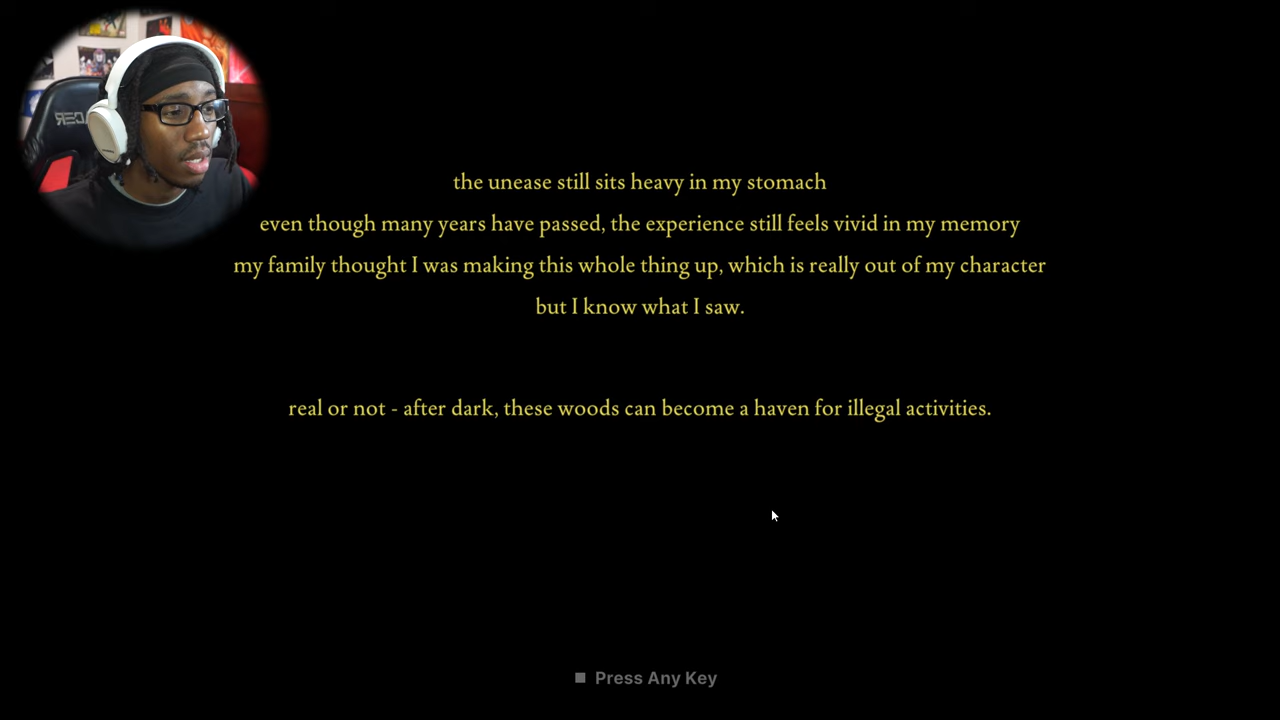 the unease still sits heavy in my stomach
even though many years have passed, the experience still feels vivid in my memory
my family thought I was making this whole thing up, which is really out of my character
but I know what I saw.
real or not - after dark, these woods can become a haven for illegal activities.
Press Any Key